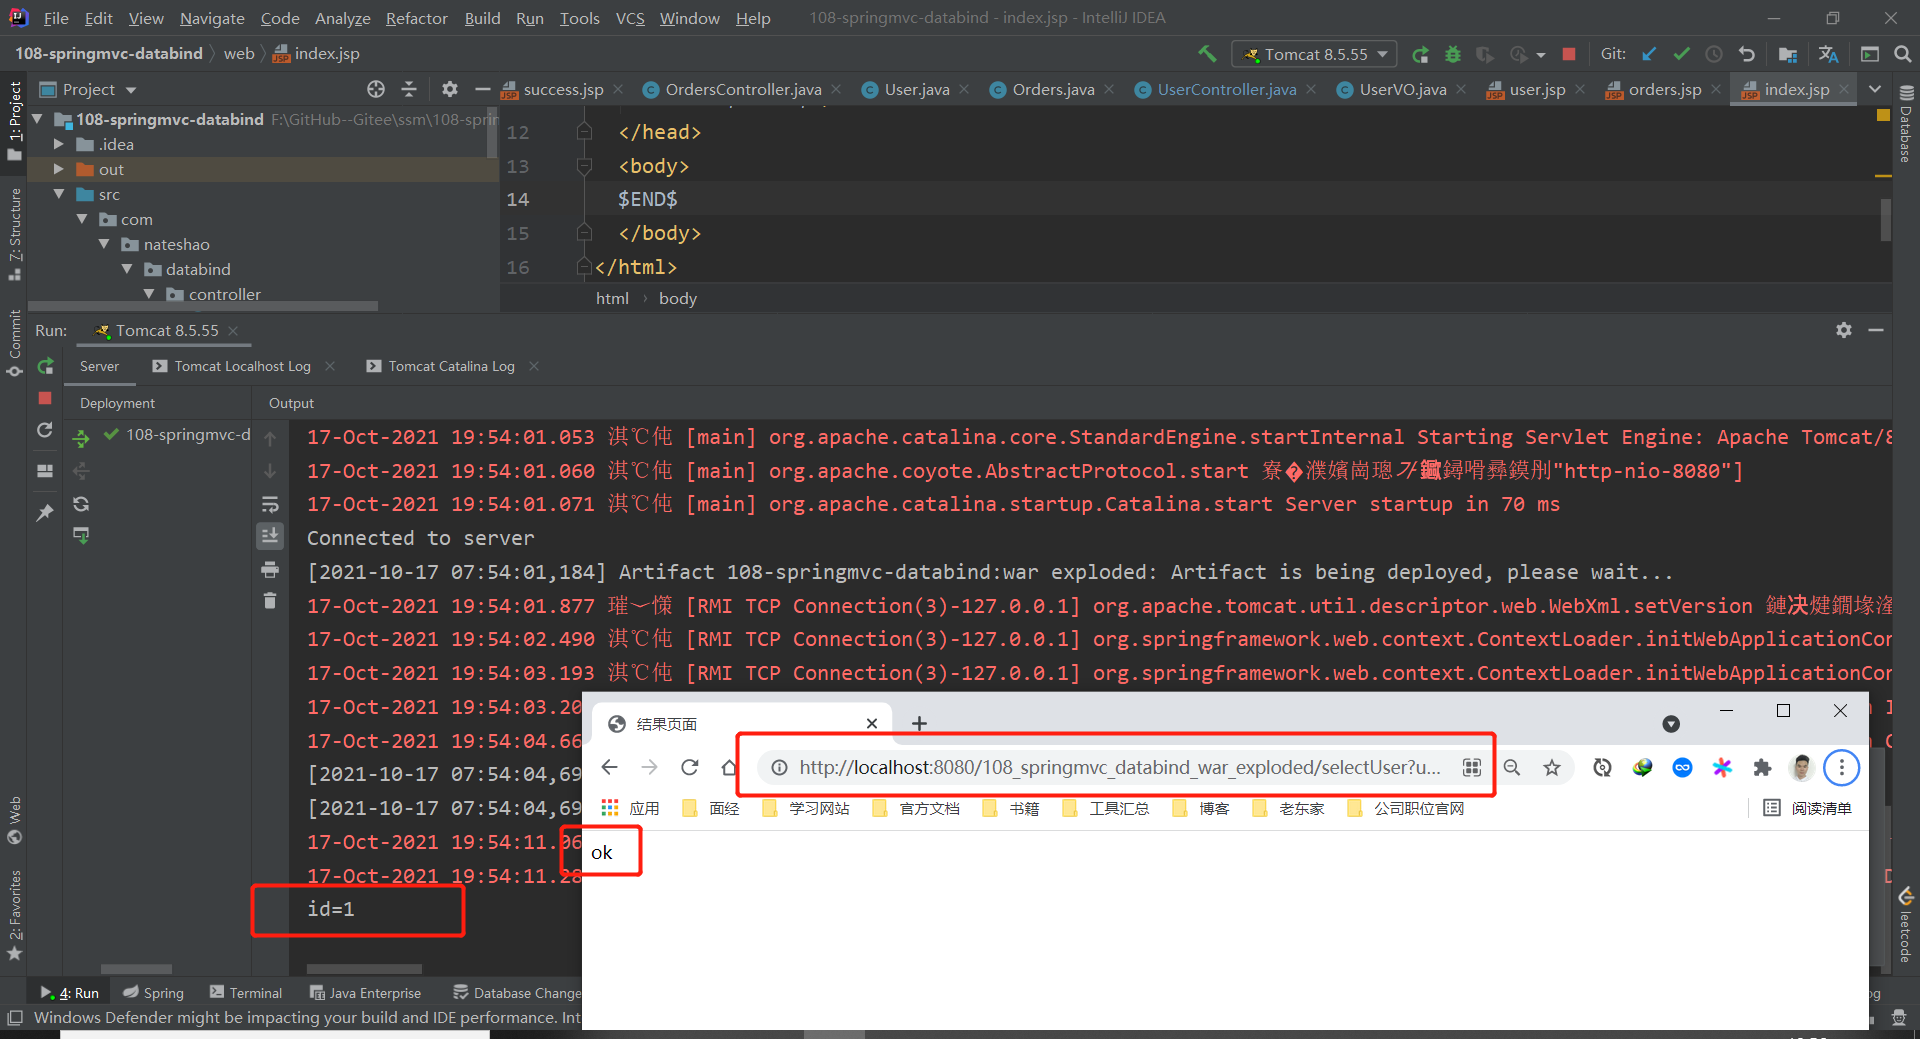 File Edit View Navigate Code Analyze Refactor Build Run Tools VCS Window Help 108-springmvc-databind - index.jsp - IntelliJ IDEA
108-springmvc-databind web index.jsp Tomcat 8.5.55 Git:
Project success.jsp OrdersController.java User.java Orders.java UserController.java UserVO.java user.jsp orders.jsp index.jsp
1: Project
7: Structure
Commit
Web
2: Favorites
Database
leetcode
108-springmvc-databind F:\GitHub--Gitee\ssm\108-sprin
.idea
out
src
com
nateshao
databind
controller
12 </head>
13 <body>
14 $END$
15 </body>
16 </html>
html body
Run: Tomcat 8.5.55
Server Tomcat Localhost Log Tomcat Catalina Log
Deployment Output
108-springmvc-d
17-Oct-2021 19:54:01.053 淇℃伅 [main] org.apache.catalina.core.StandardEngine.startInternal Starting Servlet Engine: Apache Tomcat/8
17-Oct-2021 19:54:01.060 淇℃伅 [main] org.apache.coyote.AbstractProtocol.start "http-nio-8080"]
17-Oct-2021 19:54:01.071 淇℃伅 [main] org.apache.catalina.startup.Catalina.start Server startup in 70 ms
Connected to server
[2021-10-17 07:54:01,184] Artifact 108-springmvc-databind:war exploded: Artifact is being deployed, please wait...
17-Oct-2021 19:54:01.877 [RMI TCP Connection(3)-127.0.0.1] org.apache.tomcat.util.descriptor.web.WebXml.setVersion
17-Oct-2021 19:54:02.490 淇℃伅 [RMI TCP Connection(3)-127.0.0.1] org.springframework.web.context.ContextLoader.initWebApplicationCor
17-Oct-2021 19:54:03.193 淇℃伅 [RMI TCP Connection(3)-127.0.0.1] org.springframework.web.context.ContextLoader.initWebApplicationCor
17-Oct-2021 19:54:03.20
17-Oct-2021 19:54:04.66
[2021-10-17 07:54:04,69
[2021-10-17 07:54:04,69
17-Oct-2021 19:54:11.06
17-Oct-2021 19:54:11.28
id=1
结果页面
http://localhost:8080/108_springmvc_databind_war_exploded/selectUser?u...
应用 面经 学习网站 官方文档 书籍 工具汇总 博客 老东家 公司职位官网 阅读清单
ok
4: Run Spring Terminal Java Enterprise Database Change
Windows Defender might be impacting your build and IDE performance. Int